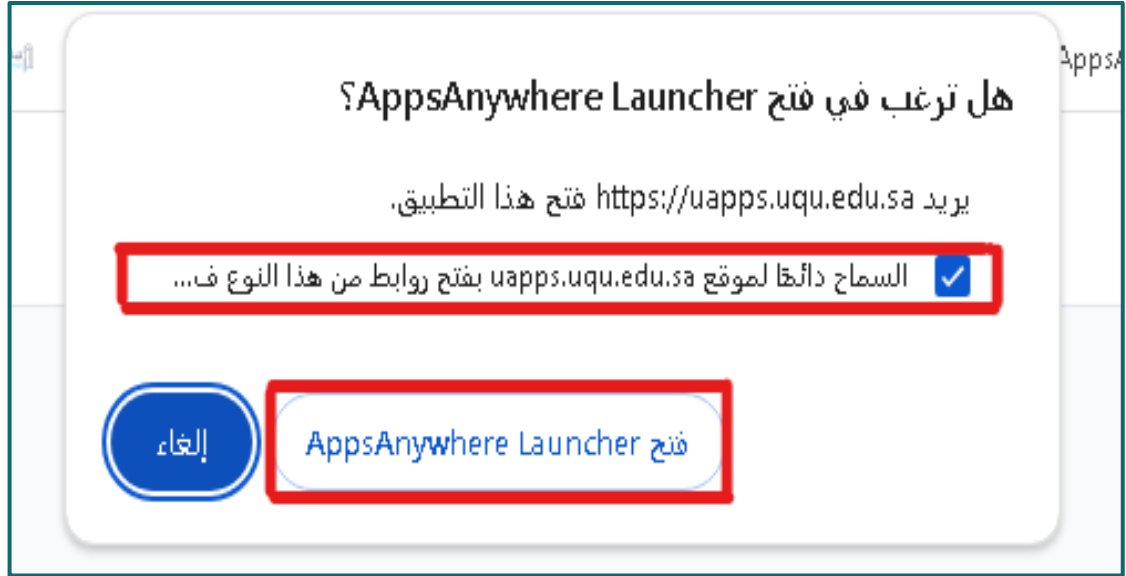 هل ترغب في فتح AppsAnywhere Launcher؟
يريد https://uapps.uqu.edu.sa فتح هذا التطبيق.
السماح دائمًا لموقع uapps.uqu.edu.sa بفتح روابط من هذا النوع ف...
فتح AppsAnywhere Launcher
إلغاء